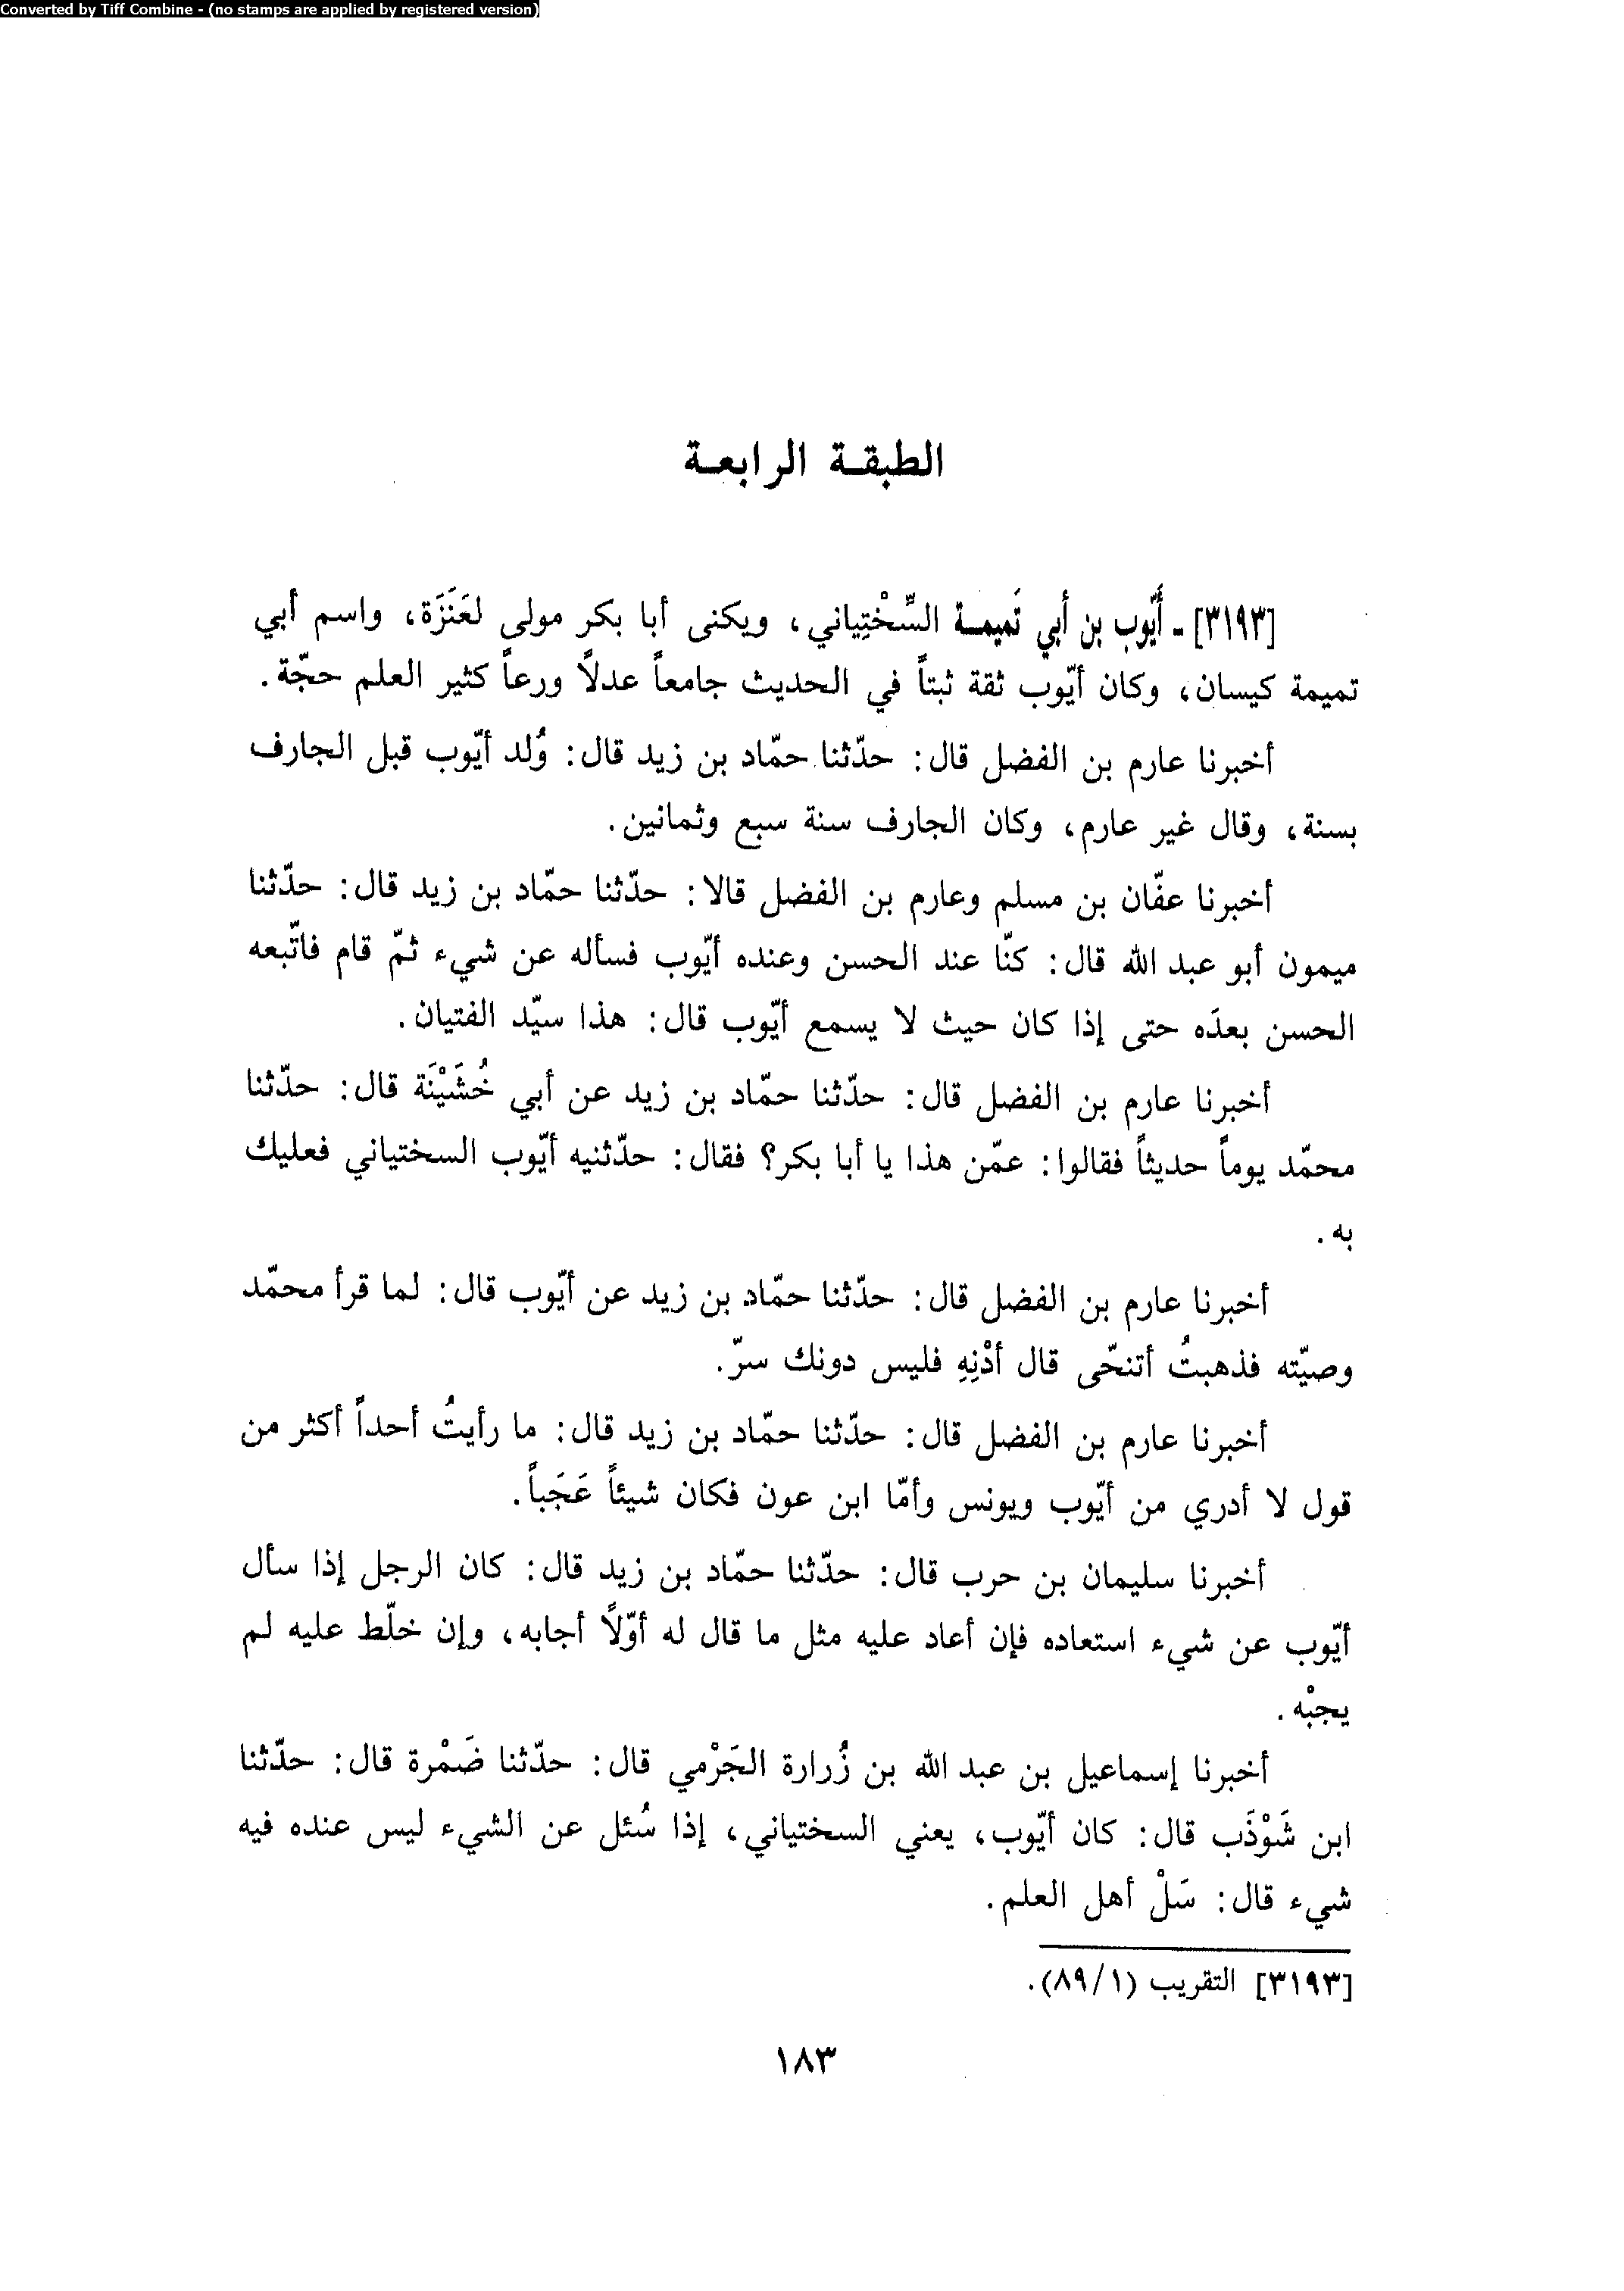 Converted by Tiff Combine - (no stamps are applied by registered version)
الطبقة الرابعة
[٣١٩٣] - أَيّوب بن أبي تَميمة السِّخْتِياني، ويكنى أبا بكر مولى لعَنَزَة، واسم أبي
تميمة كيسان، وكان أيّوب ثقة ثبتاً في الحديث جامعاً عدلاً ورعاً كثير العلم حجّة.
أخبرنا عارم بن الفضل قال: حدّثنا حمّاد بن زيد قال: وُلد أيّوب قبل الجارف
بسنة، وقال غير عارم، وكان الجارف سنة سبع وثمانين.
أخبرنا عفّان بن مسلم وعارم بن الفضل قالا: حدّثنا حمّاد بن زيد قال: حدّثنا
ميمون أبو عبد الله قال: كنّا عند الحسن وعنده أيّوب فسأله عن شيء ثمّ قام فاتّبعه
الحسن بعدَه حتى إذا كان حيث لا يسمع أيّوب قال: هذا سيّد الفتيان.
أخبرنا عارم بن الفضل قال: حدّثنا حمّاد بن زيد عن أبي خُشَيْنَة قال: حدّثنا
محمّد يوماً حديثاً فقالوا: عمّن هذا يا أبا بكر؟ فقال: حدّثنيه أيّوب السختياني فعليك
به.
أخبرنا عارم بن الفضل قال: حدّثنا حمّاد بن زيد عن أيّوب قال: لما قرأ محمّد
وصيّته فذهبتُ أتنحّى قال أدْنِهِ فليس دونك سرّ.
أخبرنا عارم بن الفضل قال: حدّثنا حمّاد بن زيد قال: ما رأيتُ أحداً أكثر من
قول لا أدري من أيّوب ويونس وأمّا ابن عون فكان شيئاً عَجَباً.
أخبرنا سليمان بن حرب قال: حدّثنا حمّاد بن زيد قال: كان الرجل إذا سأل
أيّوب عن شيء استعاده فإن أعاد عليه مثل ما قال له أوّلاً أجابه، وإن خلّط عليه لم
يجبْه.
أخبرنا إسماعيل بن عبد الله بن زُرارة الجَرْمي قال: حدّثنا ضَمْرة قال: حدّثنا
ابن شَوْذَب قال: كان أيّوب، يعني السختياني، إذا سُئل عن الشيء ليس عنده فيه
شيء قال: سَلْ أهل العلم.
[٣١٩٣] التقريب (٨٩/١).
١٨٣